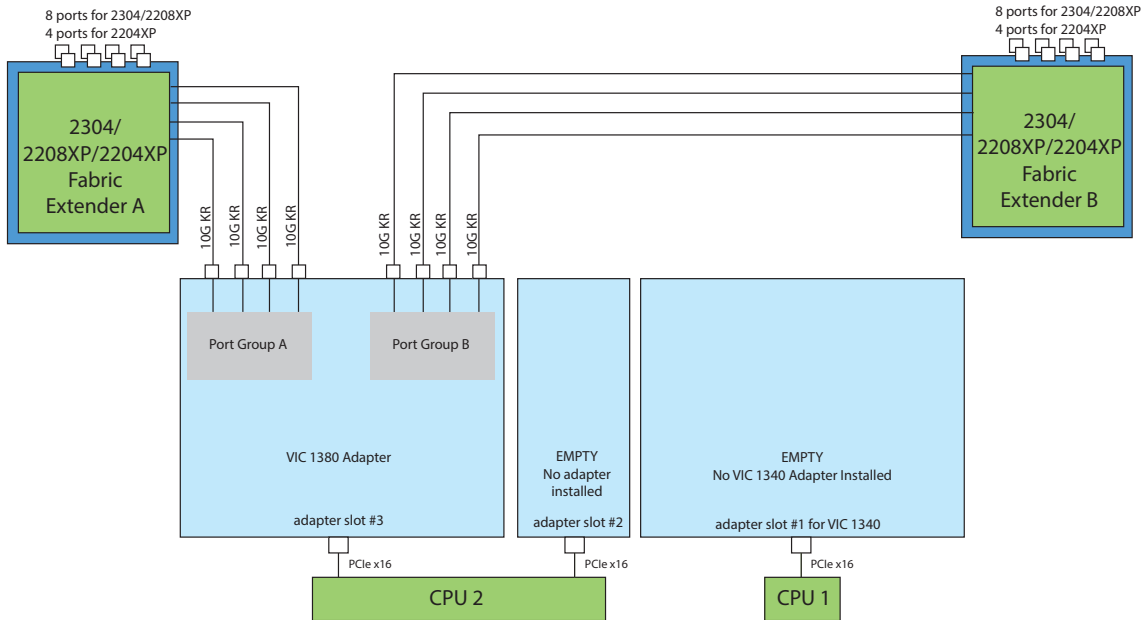 8 ports for 2304/2208XP
4 ports for 2204XP
8 ports for 2304/2208XP
4 ports for 2204XP
2304/
2208XP/2204XP
Fabric
Extender A
2304/
2208XP/2204XP
Fabric
Extender B
10G KR
10G KR
10G KR
10G KR
10G KR
10G KR
10G KR
10G KR
Port Group A
Port Group B
VIC 1380 Adapter
adapter slot #3
EMPTY
No adapter
installed
adapter slot #2
EMPTY
No VIC 1340 Adapter Installed
adapter slot #1 for VIC 1340
PCIe x16
PCIe x16
PCIe x16
CPU 2
CPU 1